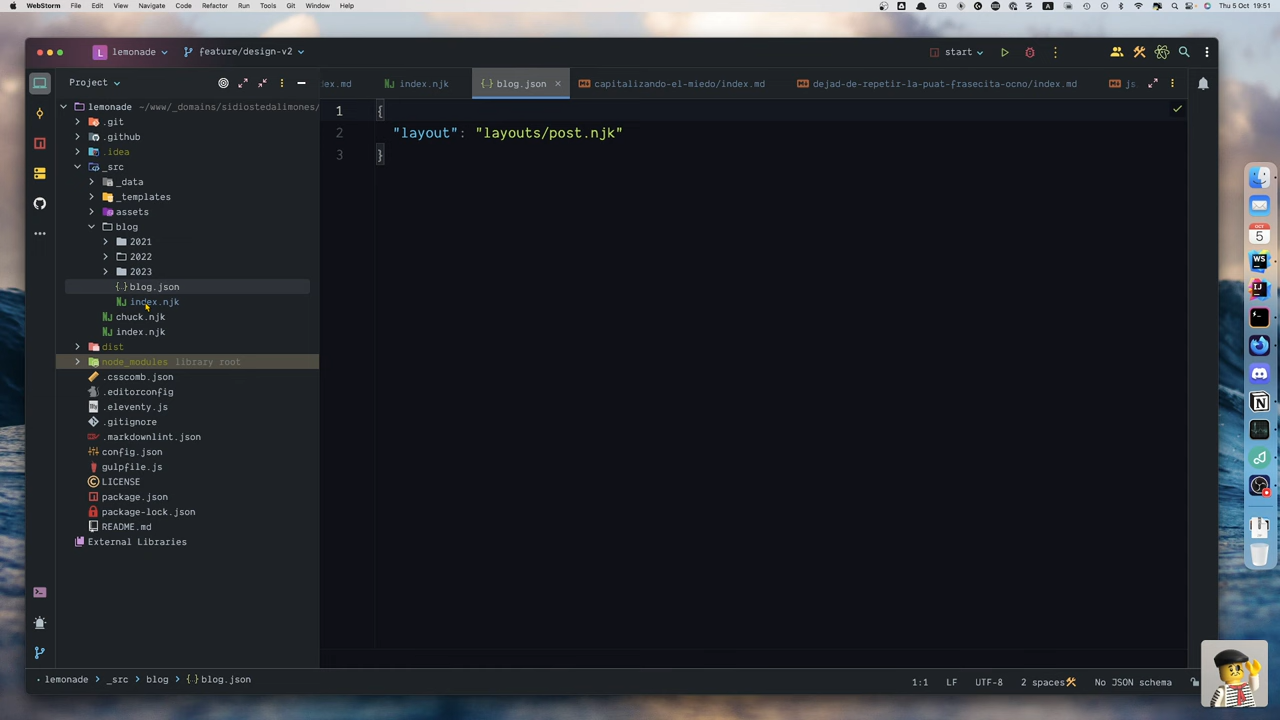 WebStorm File Edit View Navigate Code Refactor Run Tools Git Window Help
A Thu 5 Oct 19:51
L lemonade feature/design-v2 start
Project
lex.md index.njk blog.json × capitalizando-el-miedo/index.md dejad-de-repetir-la-puat-frasecita-ocno/index.md js.
lemonade ~/www/_domains/sidiostedalimones/
.git
.github
.idea
_src
_data
_templates
assets
blog
2021
2022
2023
blog.json
index.njk
chuck.njk
index.njk
dist
node_modules library root
.csscomb.json
.editorconfig
.eleventy.js
.gitignore
.markdownlint.json
config.json
gulpfile.js
LICENSE
package.json
package-lock.json
README.md
External Libraries
1 {
2 "layout": "layouts/post.njk"
3 }
OCT
5
WS
IJ
lemonade > _src > blog > blog.json
1:1 LF UTF-8 2 spaces No JSON schema